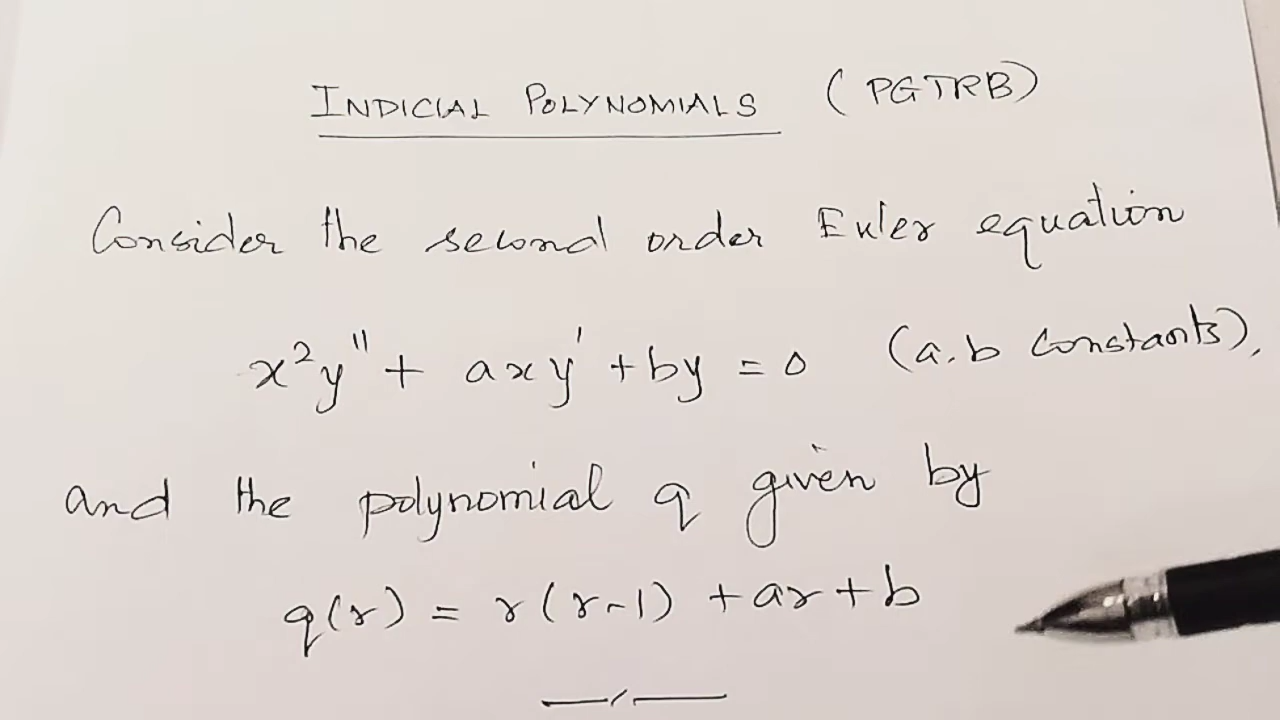 INDICIAL POLYNOMIALS (PGTRB)
Consider the second order Euler equation
x²y'' + axy' + by = 0 (a.b constants),
and the polynomial q given by
q(r) = r(r-1) + ar + b